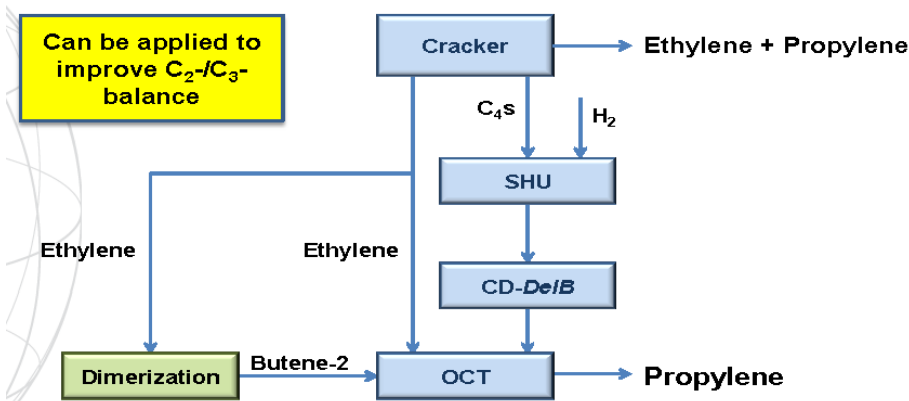 Can be applied to
improve C₂-/C₃-
balance
Cracker
Ethylene + Propylene
C₄s
H₂
SHU
Ethylene
Ethylene
CD-DeIB
Dimerization
Butene-2
OCT
Propylene